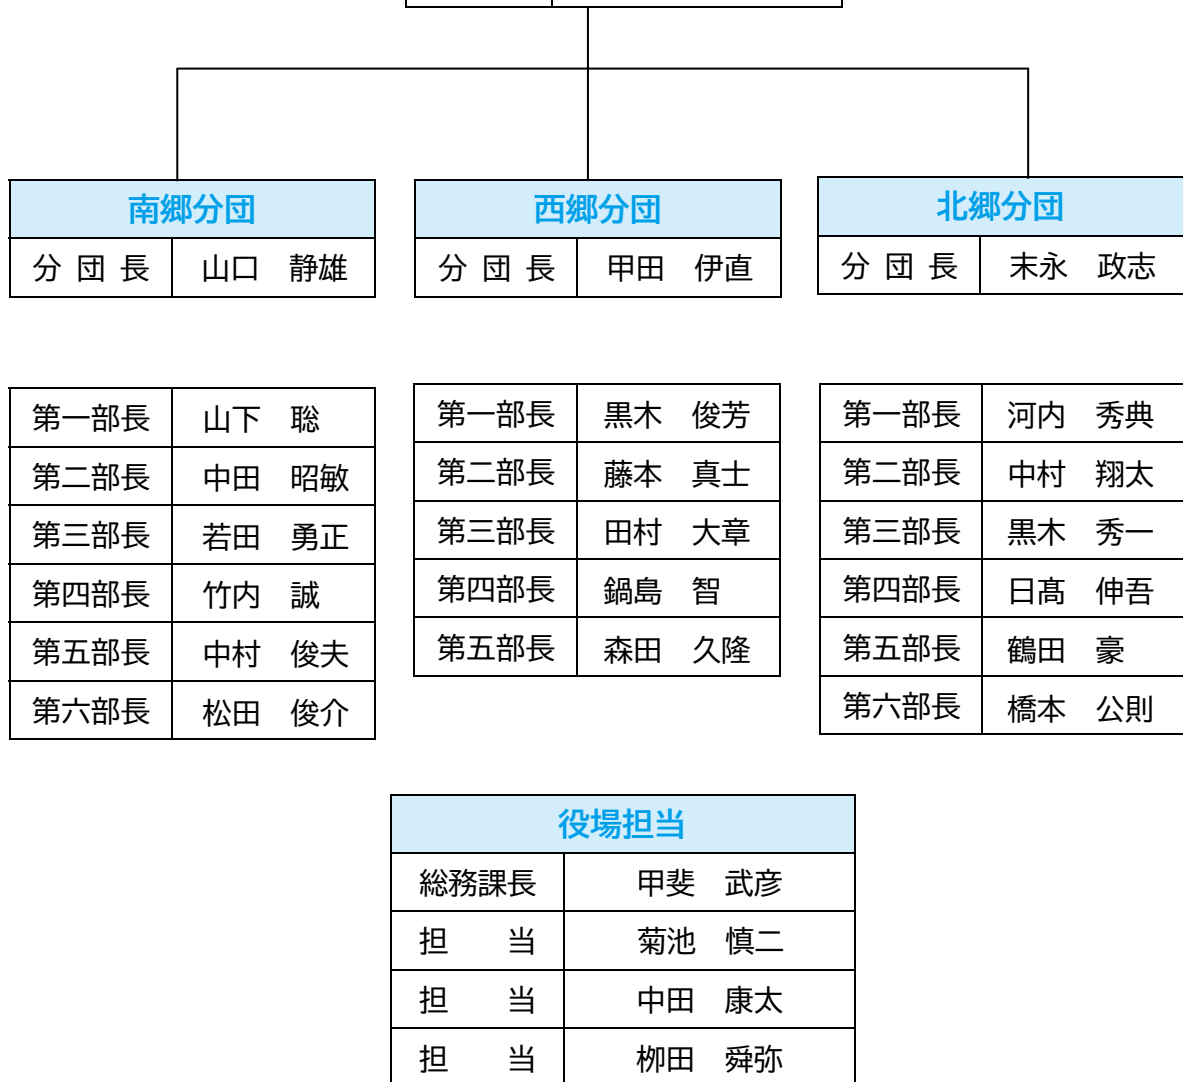 南郷分団
分団長 山口 静雄
西郷分団
分団長 甲田 伊直
北郷分団
分団長 末永 政志
第一部長 山下 聡
第二部長 中田 昭敏
第三部長 若田 勇正
第四部長 竹内 誠
第五部長 中村 俊夫
第六部長 松田 俊介
第一部長 黒木 俊芳
第二部長 藤本 真士
第三部長 田村 大章
第四部長 鍋島 智
第五部長 森田 久隆
第一部長 河内 秀典
第二部長 中村 翔太
第三部長 黒木 秀一
第四部長 日髙 伸吾
第五部長 鶴田 豪
第六部長 橋本 公則
役場担当
総務課長 甲斐 武彦
担当 菊池 慎二
担当 中田 康太
担当 栁田 舜弥